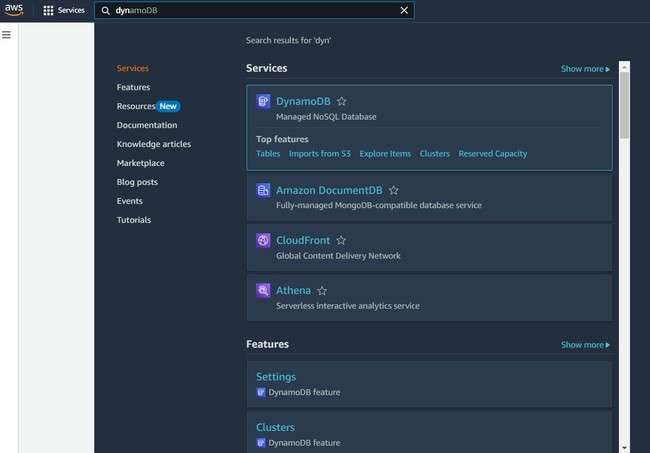 aws Services dynamoDB
Search results for 'dyn'
Services
Features
Resources New
Documentation
Knowledge articles
Marketplace
Blog posts
Events
Tutorials
Services Show more
DynamoDB
Managed NoSQL Database
Top features
Tables Imports from S3 Explore Items Clusters Reserved Capacity
Amazon DocumentDB
Fully-managed MongoDB-compatible database service
CloudFront
Global Content Delivery Network
Athena
Serverless interactive analytics service
Features Show more
Settings
DynamoDB feature
Clusters
DynamoDB feature